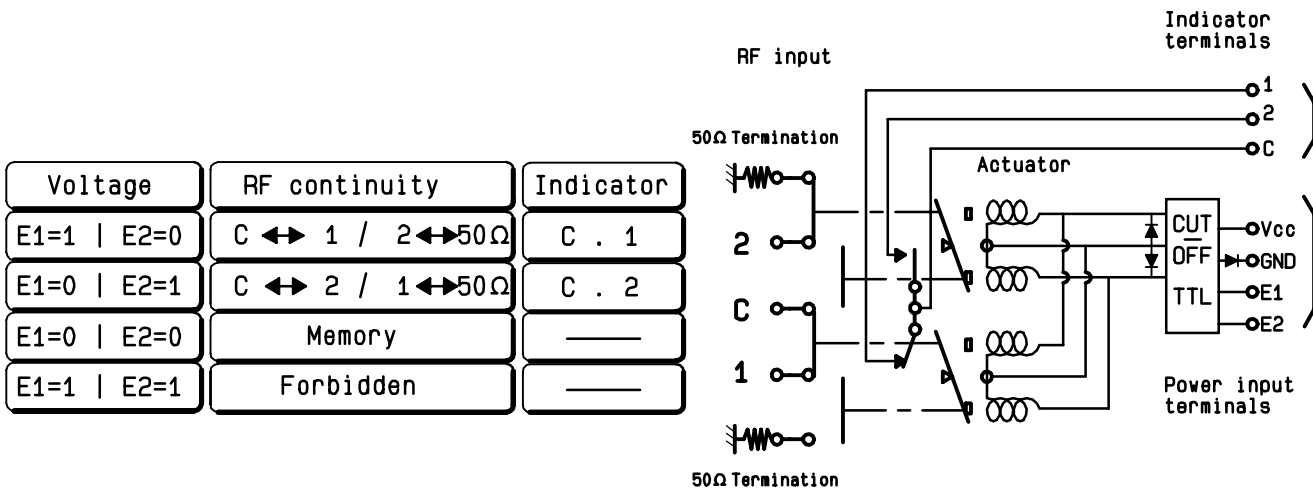 Voltage | RF continuity | Indicator
E1=1 | E2=0 | C ↔ 1 / 2↔50Ω | C . 1
E1=0 | E2=1 | C ↔ 2 / 1↔50Ω | C . 2
E1=0 | E2=0 | Memory | ———
E1=1 | E2=1 | Forbidden | ———
RF input
Indicator
terminals
1
2
C
50Ω Termination
Actuator
2
C
1
CUT
OFF
TTL
Vcc
GND
E1
E2
Power input
terminals
50Ω Termination